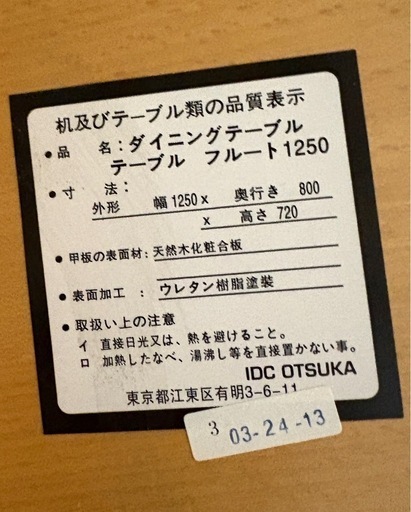 机及びテーブル類の品質表示
● 品　名：ダイニングテーブル
テーブル　フルート1250
● 寸　法：
外形　幅1250 x　奥行き　800
x　高さ 720
● 甲板の表面材：天然木化粧合板
● 表面加工　：　ウレタン樹脂塗装
● 取扱い上の注意
イ　直接日光又は、熱を避けること。
ロ　加熱したなべ、湯沸し等を直接置かない事。
IDC OTSUKA
東京都江東区有明3-6-11
3　03-24-13